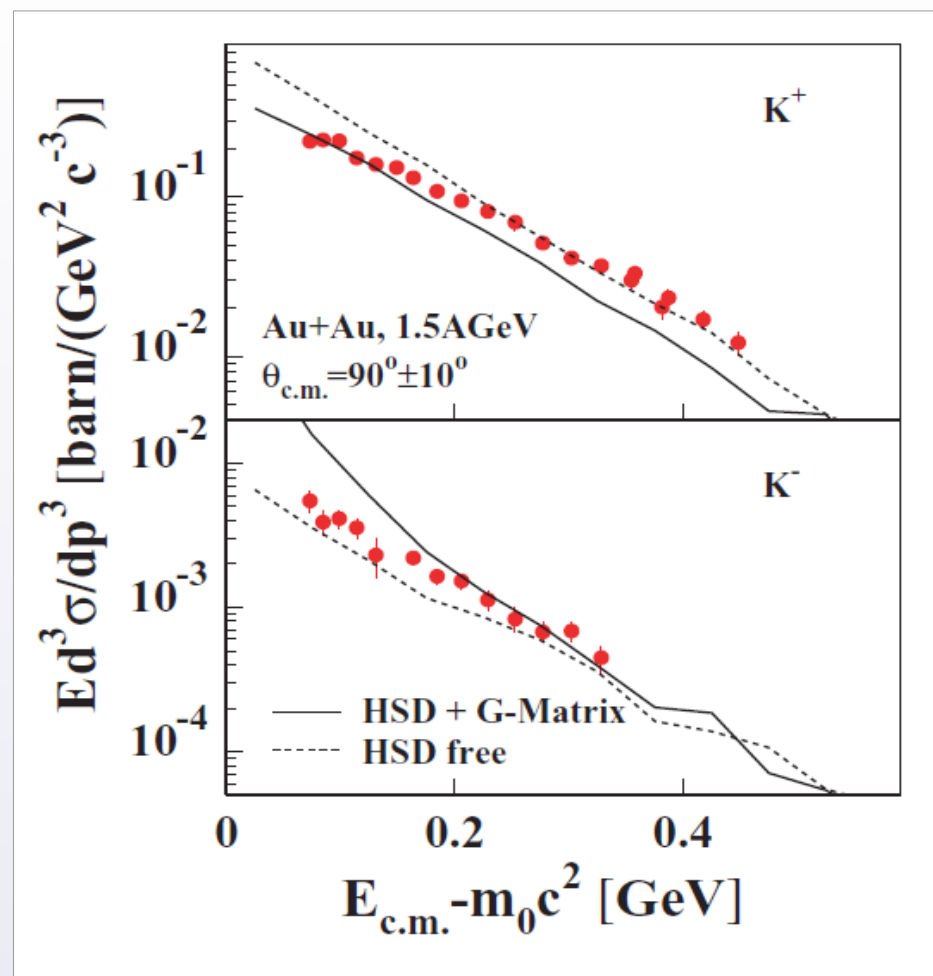 Ed³σ/dp³ [barn/(GeV² c⁻³)]
K⁺
10⁻¹
10⁻²
Au+Au, 1.5AGeV
θc.m.=90°±10°
10⁻²
K⁻
10⁻³
10⁻⁴
HSD + G-Matrix
HSD free
0 0.2 0.4
Ec.m.-m₀c² [GeV]